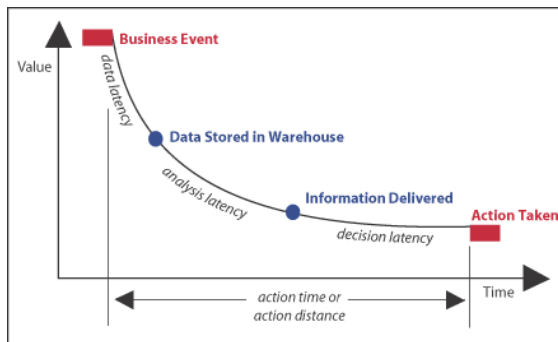 Business Event
Value
data latency
Data Stored in Warehouse
analysis latency
Information Delivered
Action Taken
decision latency
Time
action time or
action distance